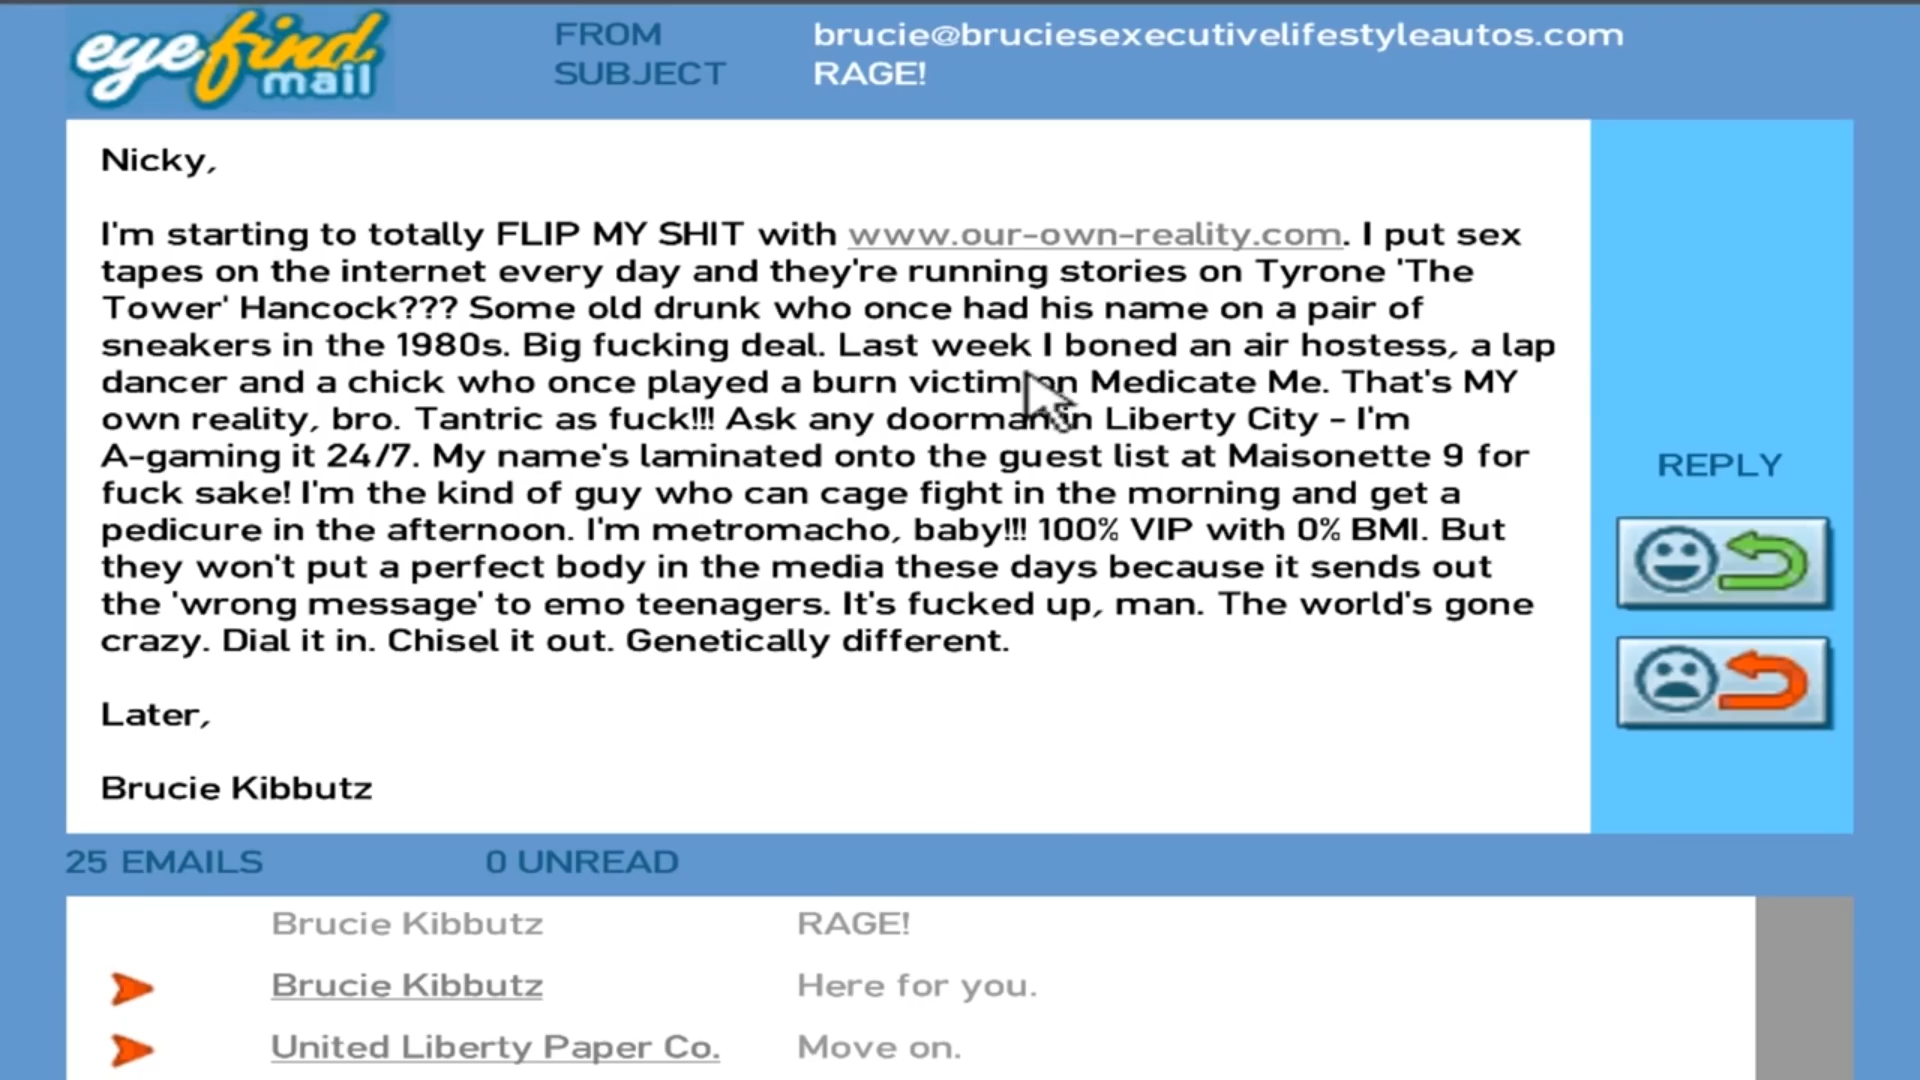 eyefind mail
FROM brucie@bruciesexecutivelifestyleautos.com
SUBJECT RAGE!
Nicky,
I'm starting to totally FLIP MY SHIT with www.our-own-reality.com. I put sex
tapes on the internet every day and they're running stories on Tyrone 'The
Tower' Hancock??? Some old drunk who once had his name on a pair of
sneakers in the 1980s. Big fucking deal. Last week I boned an air hostess, a lap
dancer and a chick who once played a burn victim on Medicate Me. That's MY
own reality, bro. Tantric as fuck!!! Ask any doorman in Liberty City - I'm
A-gaming it 24/7. My name's laminated onto the guest list at Maisonette 9 for
fuck sake! I'm the kind of guy who can cage fight in the morning and get a
pedicure in the afternoon. I'm metromacho, baby!!! 100% VIP with 0% BMI. But
they won't put a perfect body in the media these days because it sends out
the 'wrong message' to emo teenagers. It's fucked up, man. The world's gone
crazy. Dial it in. Chisel it out. Genetically different.
Later,
Brucie Kibbutz
REPLY
25 EMAILS 0 UNREAD
Brucie Kibbutz RAGE!
Brucie Kibbutz Here for you.
United Liberty Paper Co. Move on.